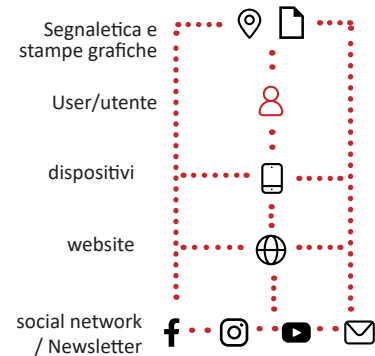 Segnaletica e
stampe grafiche
User/utente
dispositivi
website
social network
/ Newsletter